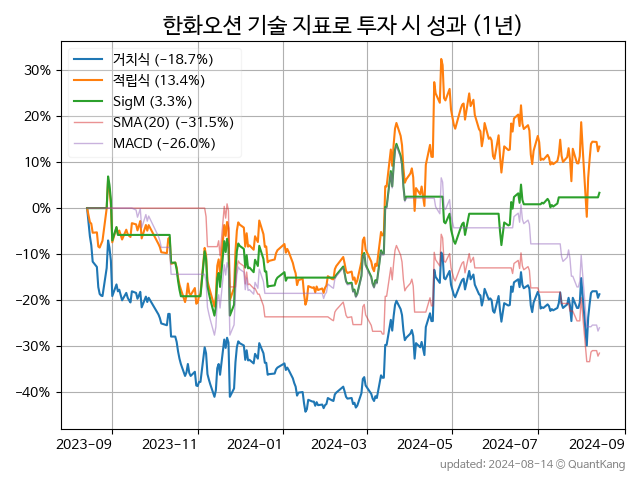 한화오션 기술 지표로 투자 시 성과 (1년)
거치식 (−18.7%)
적립식 (13.4%)
SigM (3.3%)
SMA(20) (−31.5%)
MACD (−26.0%)
30%
20%
10%
0%
−10%
−20%
−30%
−40%
2023-09 2023-11 2024-01 2024-03 2024-05 2024-07 2024-09
updated: 2024-08-14 @ QuantKang